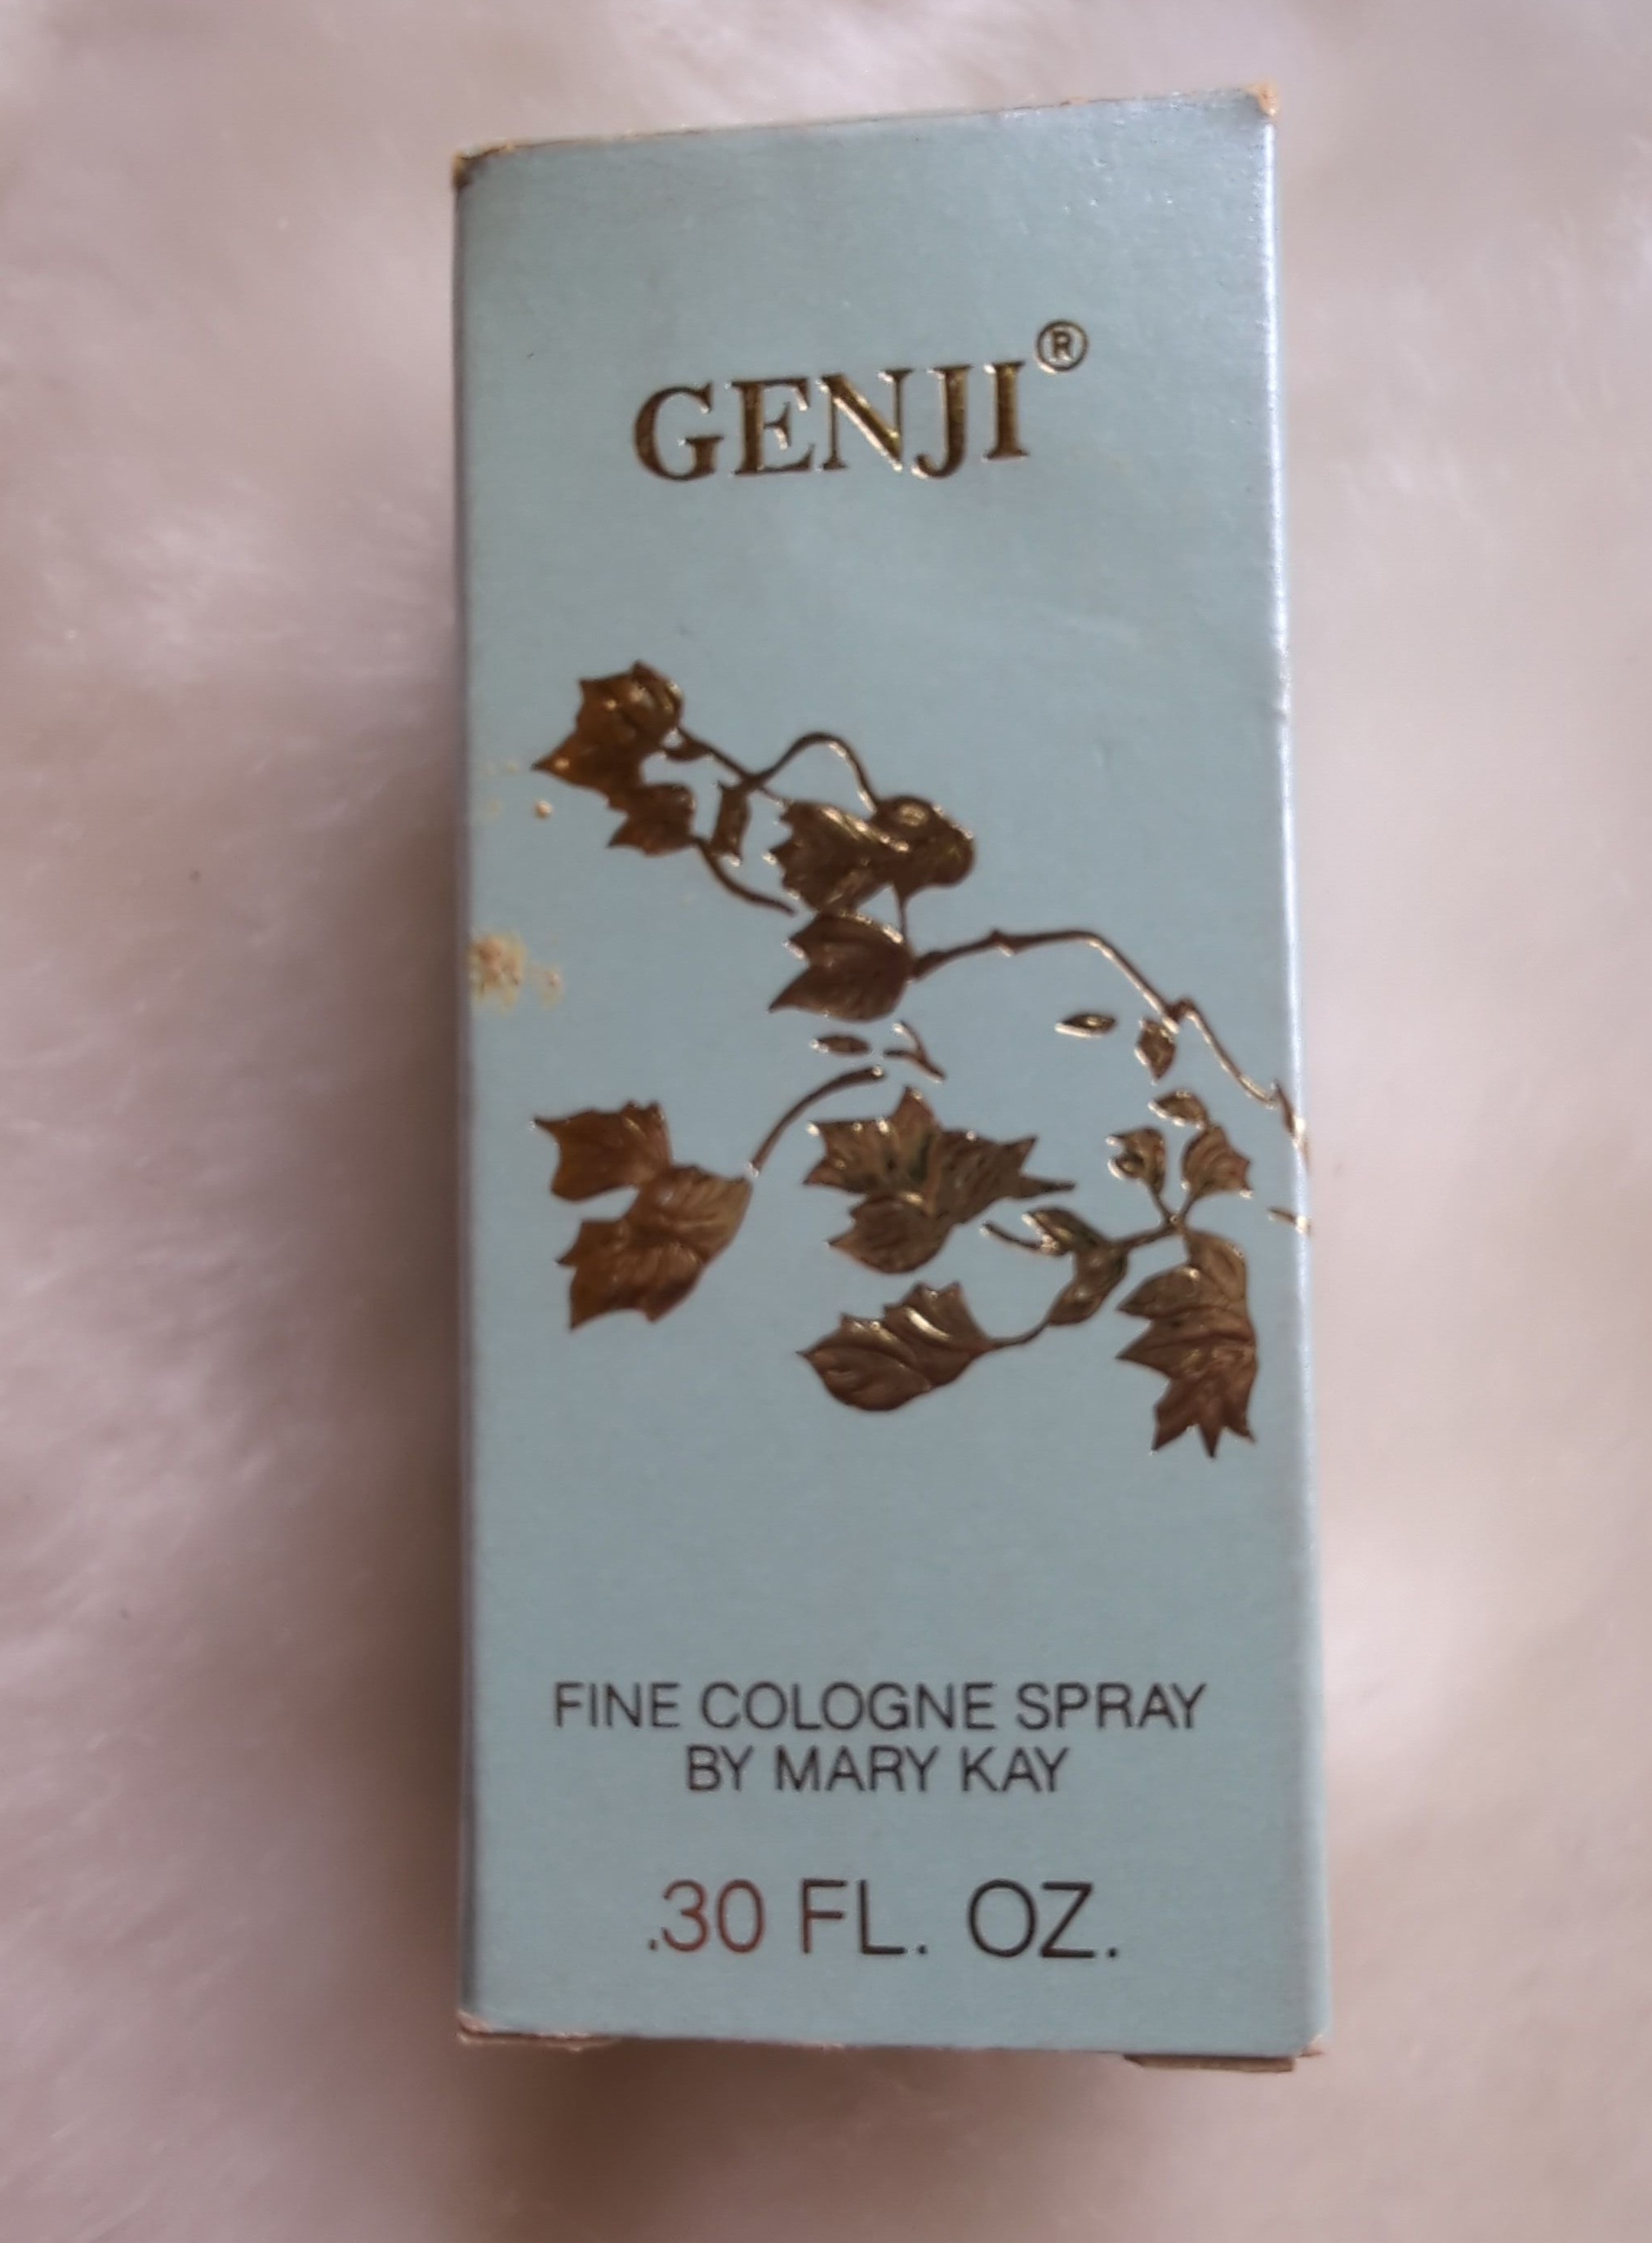 GENJI®
FINE COLOGNE SPRAY
BY MARY KAY
.30 FL. OZ.